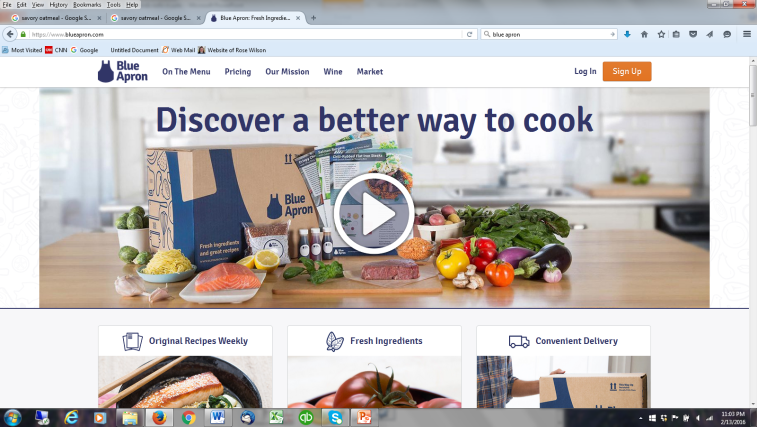 File Edit View History Bookmarks Tools Help
savory oatmeal - Google S...
savory oatmeal - Google S...
Blue Apron: Fresh Ingredie...
https://www.blueapron.com
blue apron
Most Visited CNN Google Untitled Document Web Mail Website of Rose Wilson
Blue
Apron
On The Menu Pricing Our Mission Wine Market
Log In Sign Up
Discover a better way to cook
Blue
Apron
Fresh ingredients
and great recipes
Original Recipes Weekly
Fresh Ingredients
Convenient Delivery
11:03 PM
2/13/2016